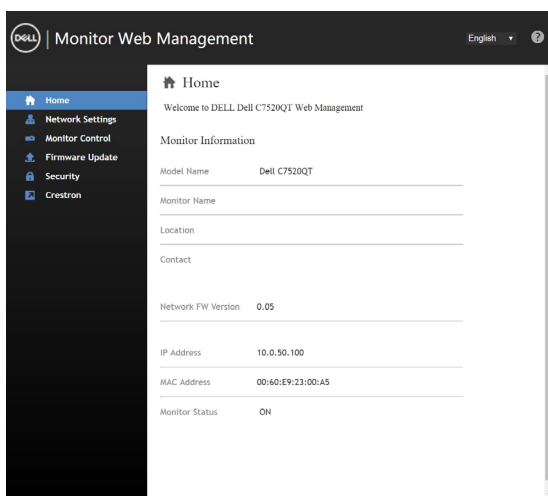 DELL | Monitor Web Management
English
?
Home
Network Settings
Monitor Control
Firmware Update
Security
Crestron
Home
Welcome to DELL Dell C7520QT Web Management
Monitor Information
Model Name Dell C7520QT
Monitor Name
Location
Contact
Network FW Version 0.05
IP Address 10.0.50.100
MAC Address 00:60:E9:23:00:A5
Monitor Status ON